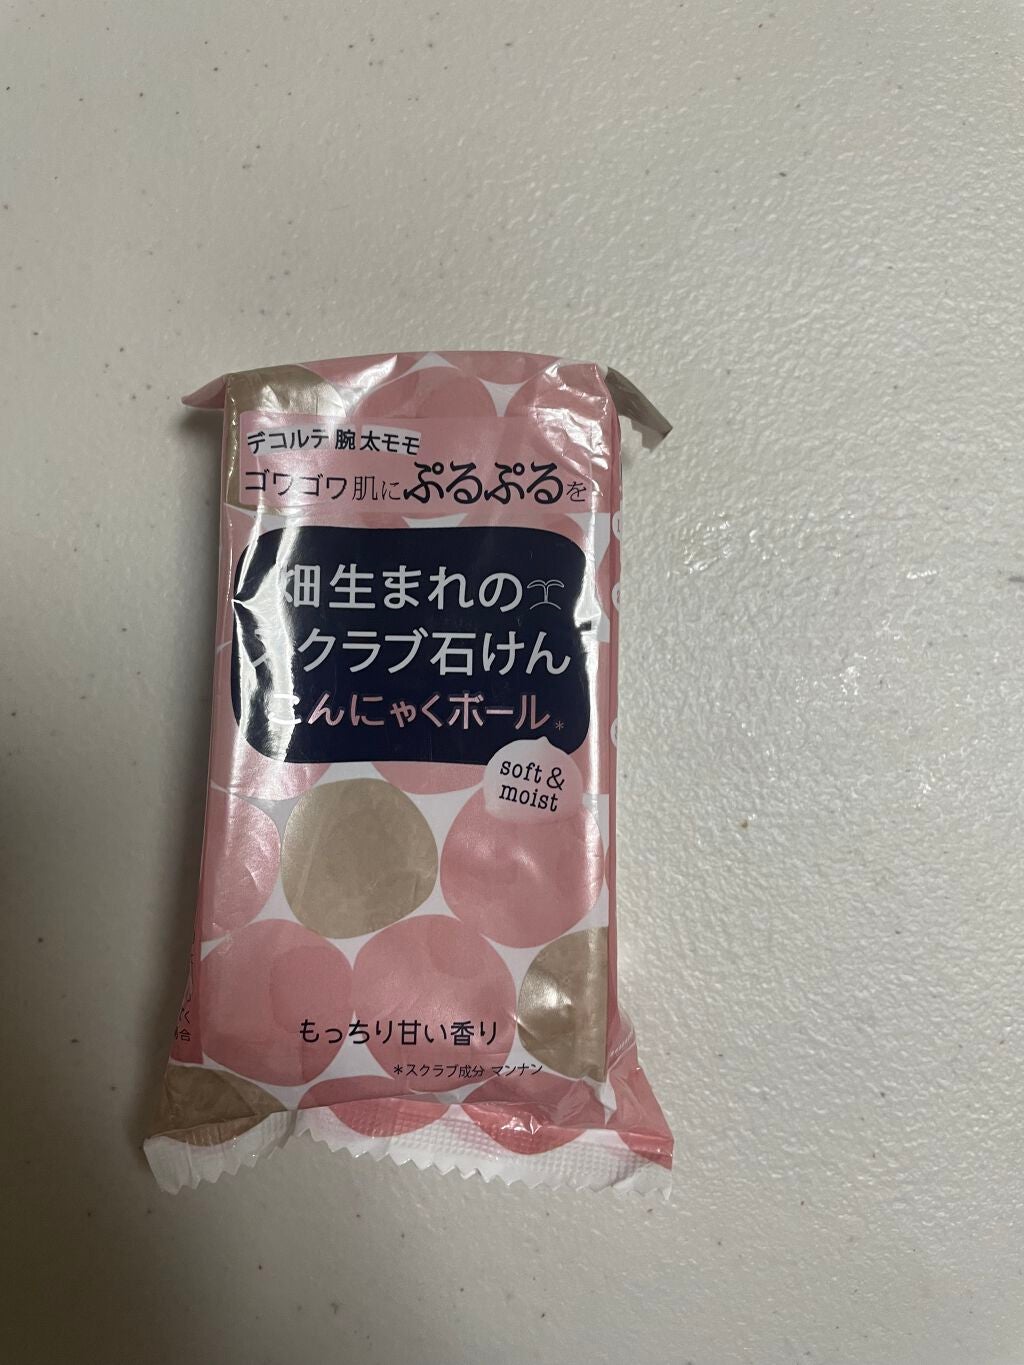 デコルテ 腕 太モモ
ゴワゴワ肌にぷるぷるを
畑生まれの
スクラブ石けん
こんにゃくボール*
soft &
moist
もっちり甘い香り
*スクラブ成分 マンナン